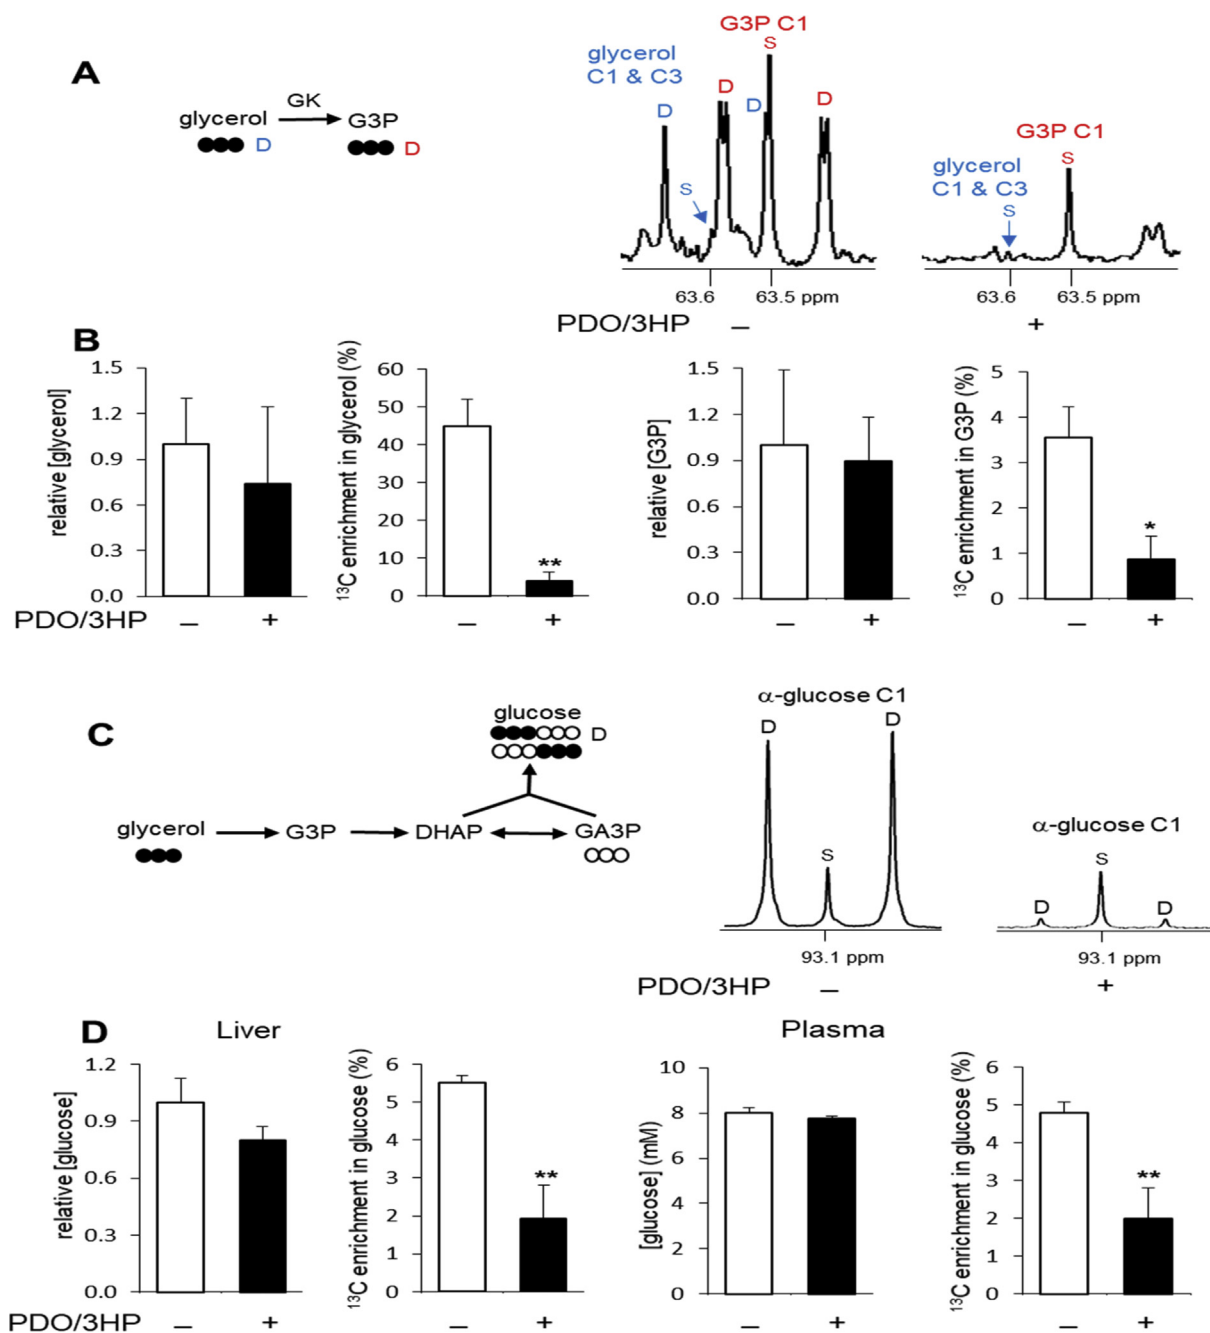 A
glycerol
GK
G3P
D
D
glycerol
C1 & C3
G3P C1
S
D
D
D
D
S
63.6
63.5 ppm
G3P C1
S
glycerol
C1 & C3
S
63.6
63.5 ppm
PDO/3HP
–
+
B
relative [glycerol]
1.5
1.2
0.9
0.6
0.3
0.0
¹³C enrichment in glycerol (%)
60
50
40
30
20
10
0
**
relative [G3P]
1.5
1.2
0.9
0.6
0.3
0.0
¹³C enrichment in G3P (%)
5
4
3
2
1
0
*
PDO/3HP
–
+
–
+
–
+
–
+
C
glucose
D
glycerol
G3P
DHAP
GA3P
α-glucose C1
D
D
S
93.1 ppm
α-glucose C1
D
S
D
93.1 ppm
PDO/3HP
–
+
D
Liver
Plasma
relative [glucose]
1.2
0.9
0.6
0.3
0.0
¹³C enrichment in glucose (%)
6
5
4
3
2
1
0
**
[glucose] (mM)
10
8
6
4
2
0
¹³C enrichment in glucose (%)
6
5
4
3
2
1
0
**
PDO/3HP
–
+
–
+
–
+
–
+